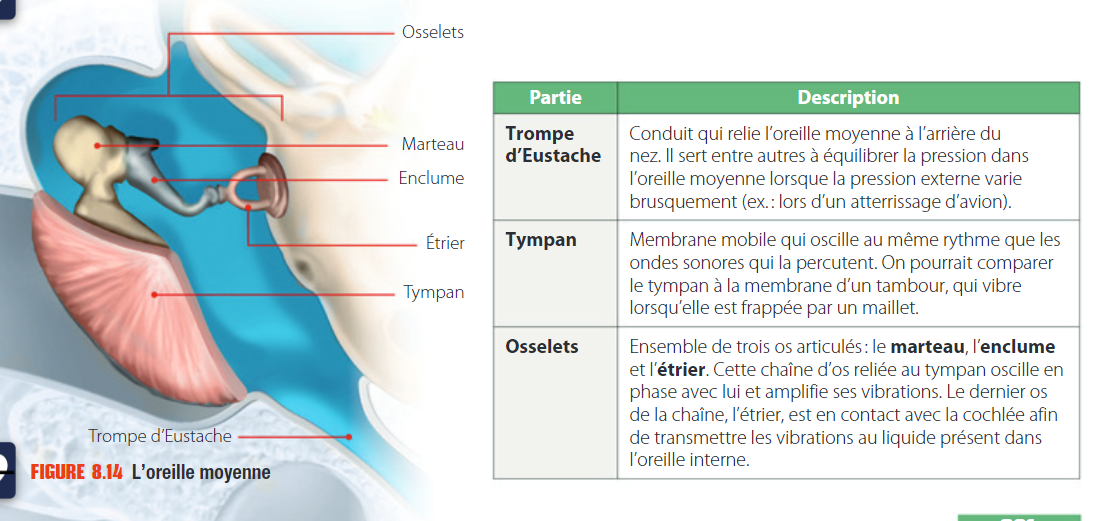 Osselets
Marteau
Enclume
Étrier
Tympan
Trompe d'Eustache
FIGURE 8.14 L'oreille moyenne
Partie Description
Trompe d'Eustache
Conduit qui relie l'oreille moyenne à l'arrière du
nez. Il sert entre autres à équilibrer la pression dans
l'oreille moyenne lorsque la pression externe varie
brusquement (ex.: lors d'un atterrissage d'avion).
Tympan
Membrane mobile qui oscille au même rythme que les
ondes sonores qui la percutent. On pourrait comparer
le tympan à la membrane d'un tambour, qui vibre
lorsqu'elle est frappée par un maillet.
Osselets
Ensemble de trois os articulés: le marteau, l'enclume
et l'étrier. Cette chaîne d'os reliée au tympan oscille en
phase avec lui et amplifie ses vibrations. Le dernier os
de la chaîne, l'étrier, est en contact avec la cochlée afin
de transmettre les vibrations au liquide présent dans
l'oreille interne.